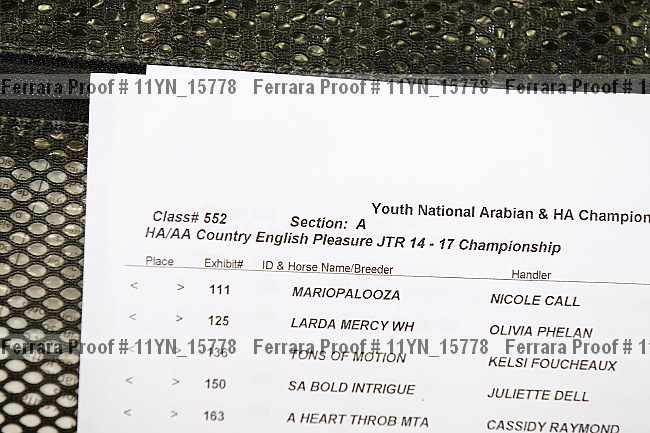 Ferrara Proof # 11YN_15778 Ferrara Proof # 11YN_15778 Ferrara Proof # 11YN
Youth National Arabian & HA Champion
Class# 552 Section: A
HA/AA Country English Pleasure JTR 14 - 17 Championship
Place Exhibit# ID & Horse Name/Breeder Handler
< > 111 MARIOPALOOZA NICOLE CALL
< > 125 LARDA MERCY WH OLIVIA PHELAN
Ferrara Proof # 11YN_15778 Ferrara Proof # 11YN_15778 Ferrara Proof # 1
< > TONS OF MOTION KELSI FOUCHEAUX
< > 150 SA BOLD INTRIGUE JULIETTE DELL
< > 163 A HEART THROB MTA CASSIDY RAYMOND